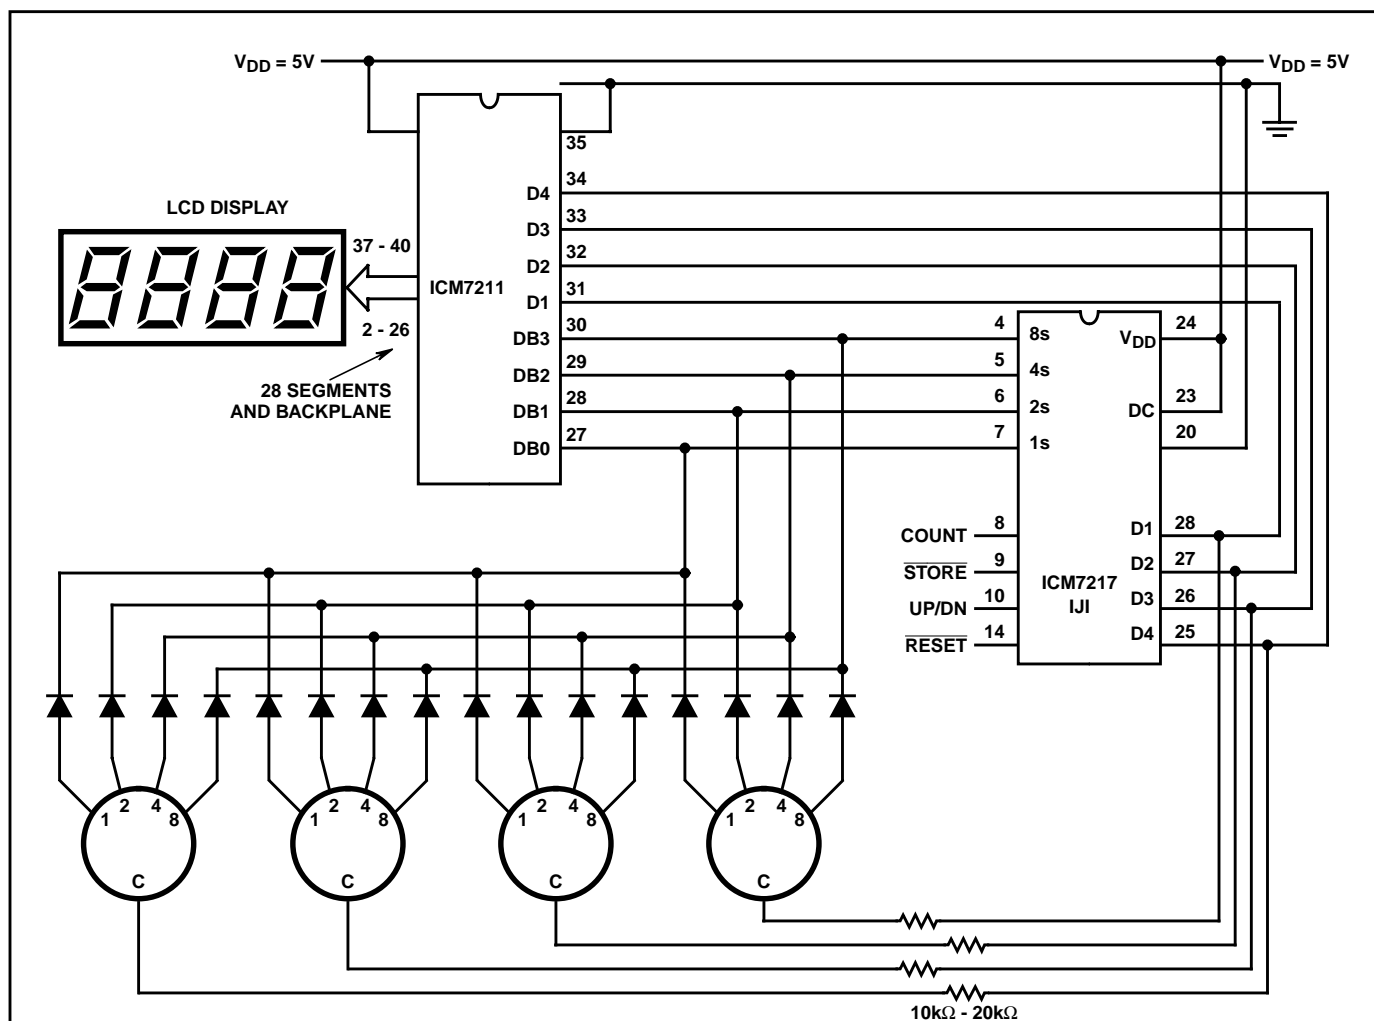 V_DD = 5V
V_DD = 5V
35
D4 34
D3 33
D2 32
D1 31
DB3 30
DB2 29
DB1 28
DB0 27
ICM7211
LCD DISPLAY
37 - 40
2 - 26
28 SEGMENTS
AND BACKPLANE
4 8s
5 4s
6 2s
7 1s
V_DD 24
DC 23
20
COUNT 8
STORE 9
UP/DN 10
RESET 14
ICM7217
IJI
D1 28
D2 27
D3 26
D4 25
1 2 4 8
C
1 2 4 8
C
1 2 4 8
C
1 2 4 8
C
10kΩ - 20kΩ